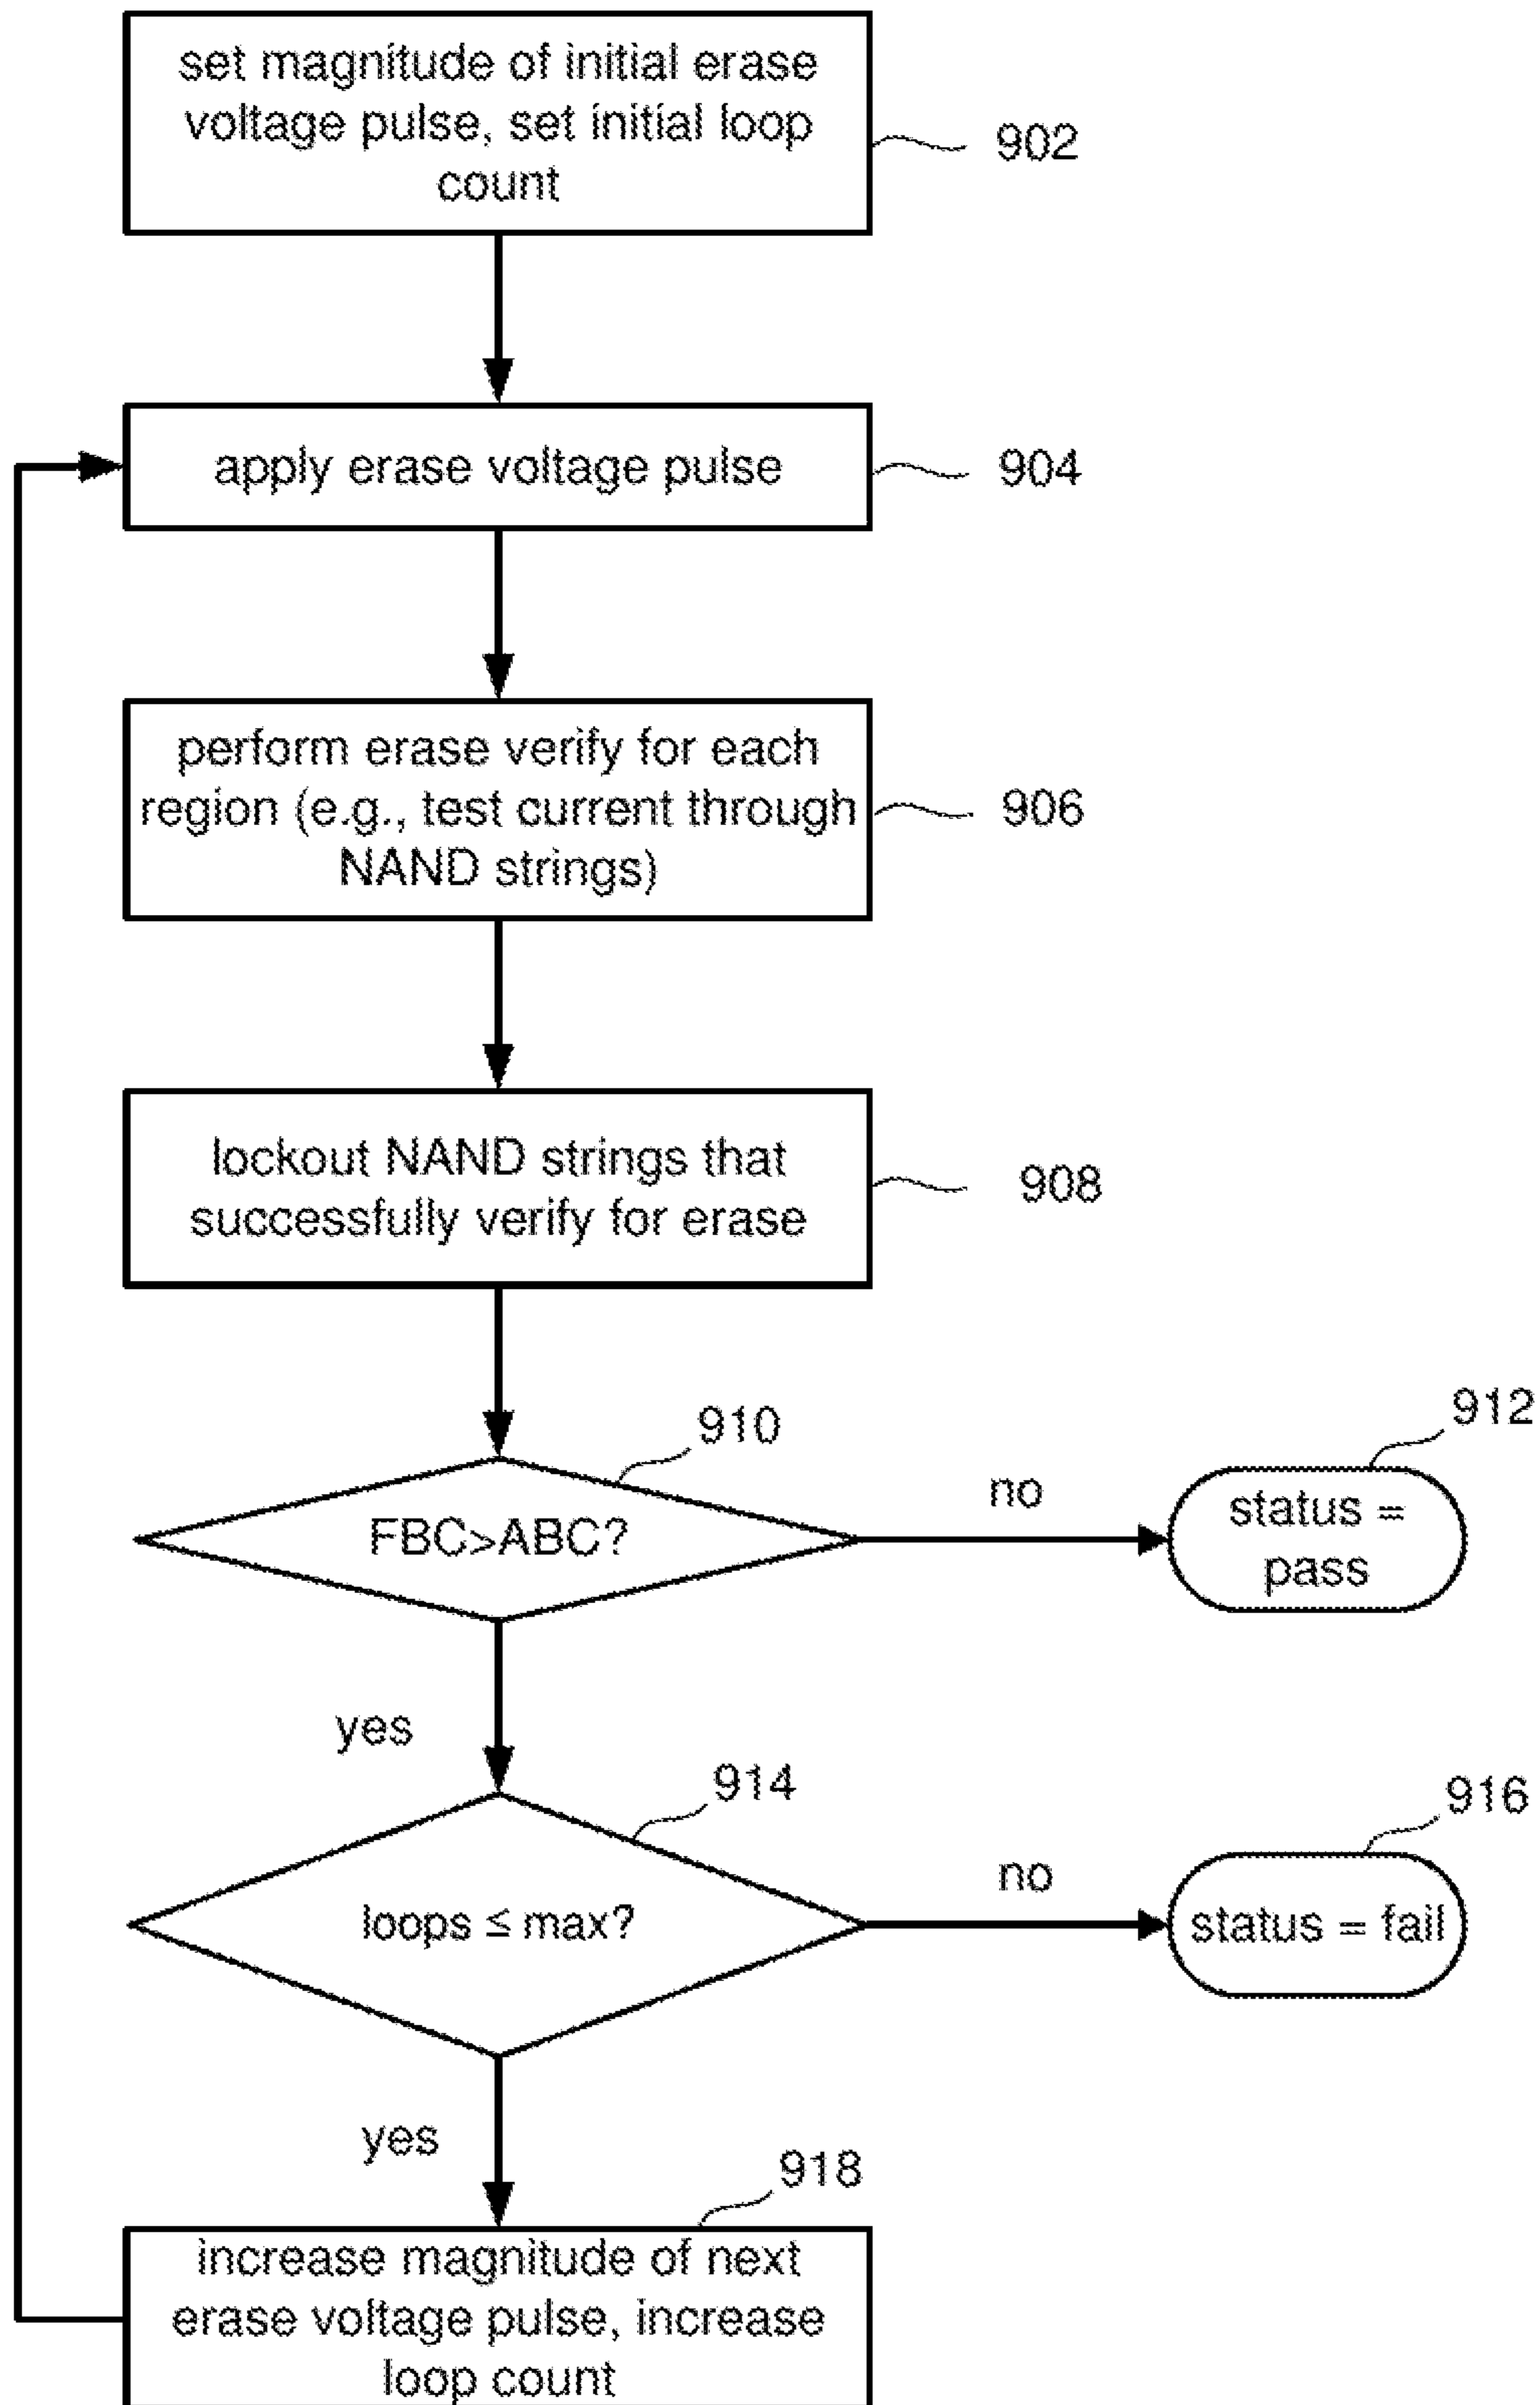 set magnitude of initial erase
voltage pulse, set initial loop
count
902
apply erase voltage pulse
904
perform erase verify for each
region (e.g., test current through
NAND strings)
906
lockout NAND strings that
successfully verify for erase
908
910
FBC>ABC?
no
912
status =
pass
yes
914
loops ≤ max?
no
916
status = fail
yes
918
increase magnitude of next
erase voltage pulse, increase
loop count